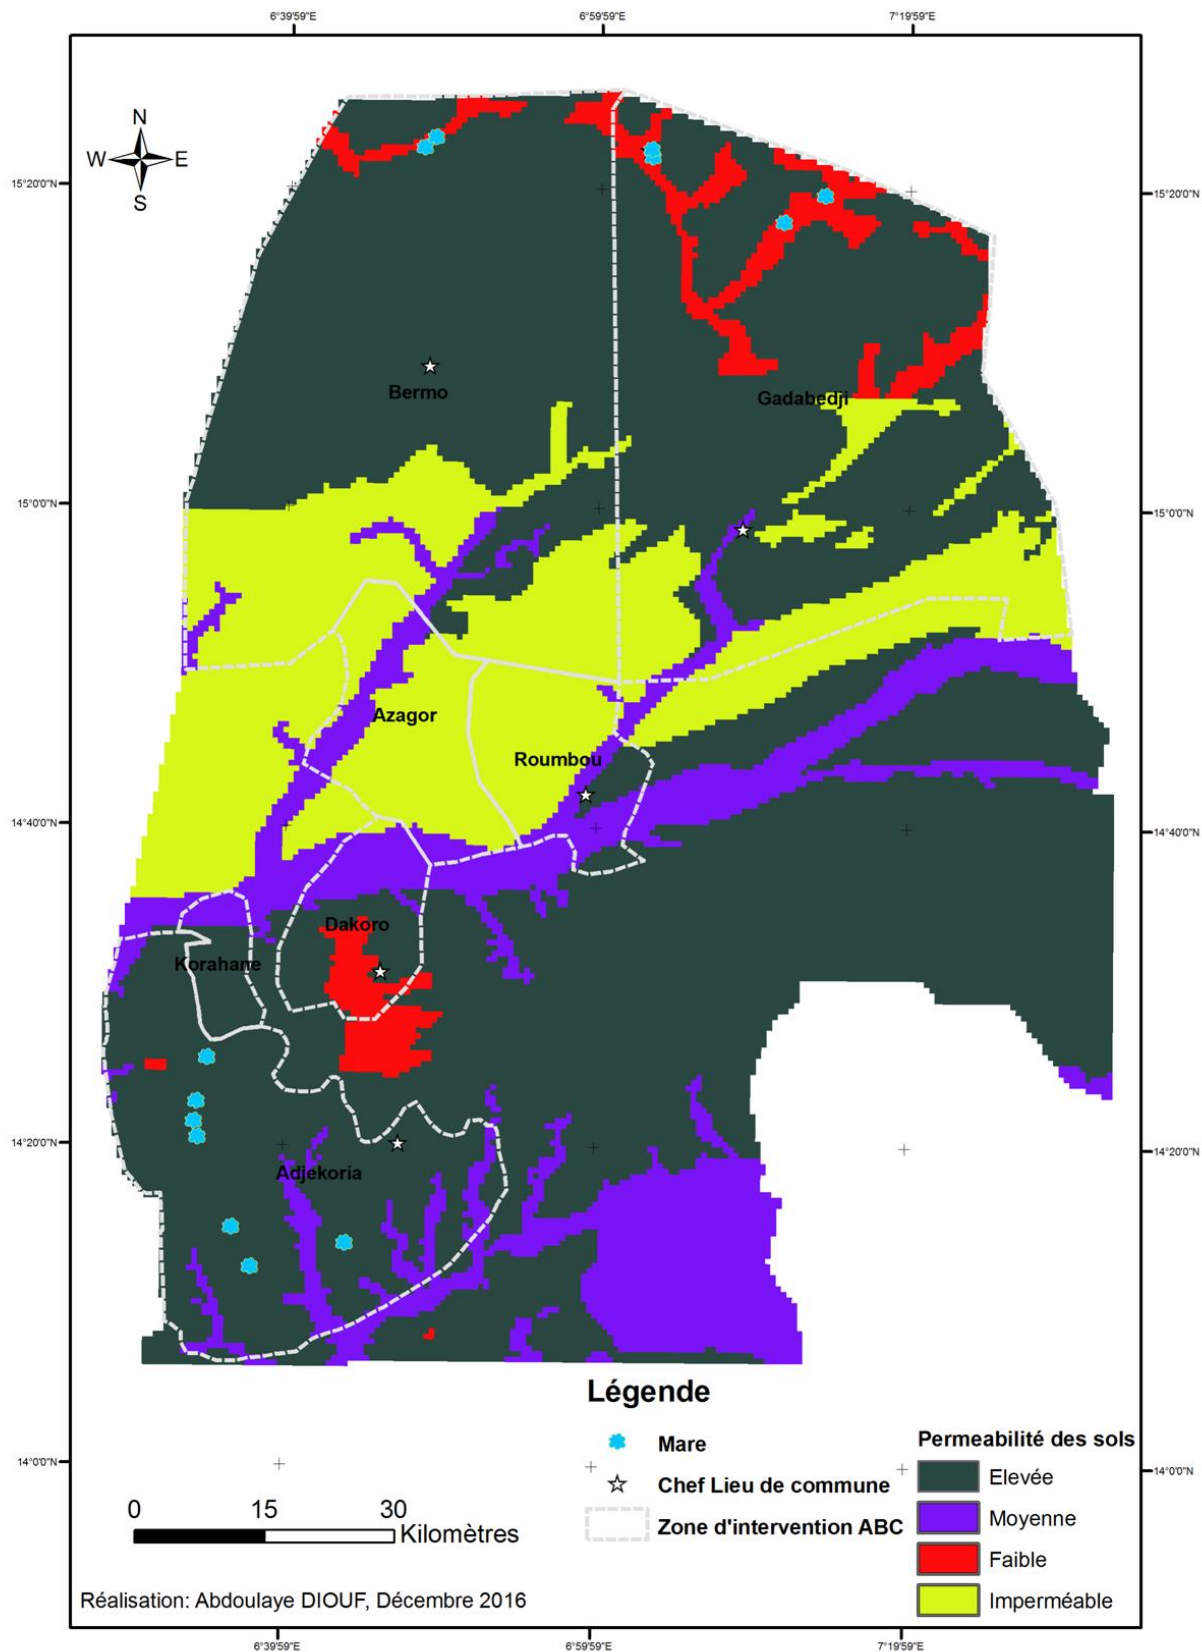 6°39'59"E 6°59'59"E 7°19'59"E
N
W E
S
15°20'0"N 15°20'0"N
Bermo
Gadabedji
15°0'0"N 15°0'0"N
Azagor
Roumbou
14°40'0"N 14°40'0"N
Dakoro
Korahane
14°20'0"N 14°20'0"N
Adjekoria
Légende
Mare
Chef Lieu de commune
Zone d'intervention ABC
Permeabilité des sols
Elevée
Moyenne
Faible
Imperméable
14°0'0"N 14°0'0"N
0 15 30
Kilomètres
Réalisation: Abdoulaye DIOUF, Décembre 2016
6°39'59"E 6°59'59"E 7°19'59"E